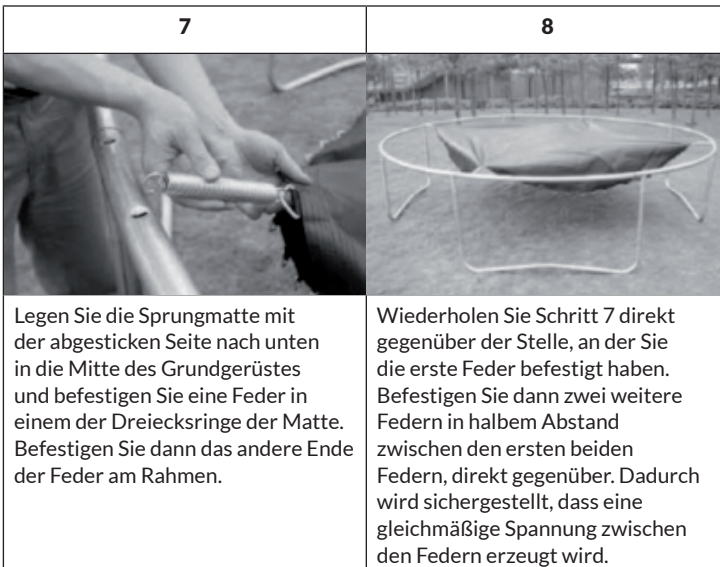 7
8
Legen Sie die Sprungmatte mit
der abgesticken Seite nach unten
in die Mitte des Grundgerüstes
und befestigen Sie eine Feder in
einem der Dreiecksringe der Matte.
Befestigen Sie dann das andere Ende
der Feder am Rahmen.
Wiederholen Sie Schritt 7 direkt
gegenüber der Stelle, an der Sie
die erste Feder befestigt haben.
Befestigen Sie dann zwei weitere
Federn in halbem Abstand
zwischen den ersten beiden
Federn, direkt gegenüber. Dadurch
wird sichergestellt, dass eine
gleichmäßige Spannung zwischen
den Federn erzeugt wird.